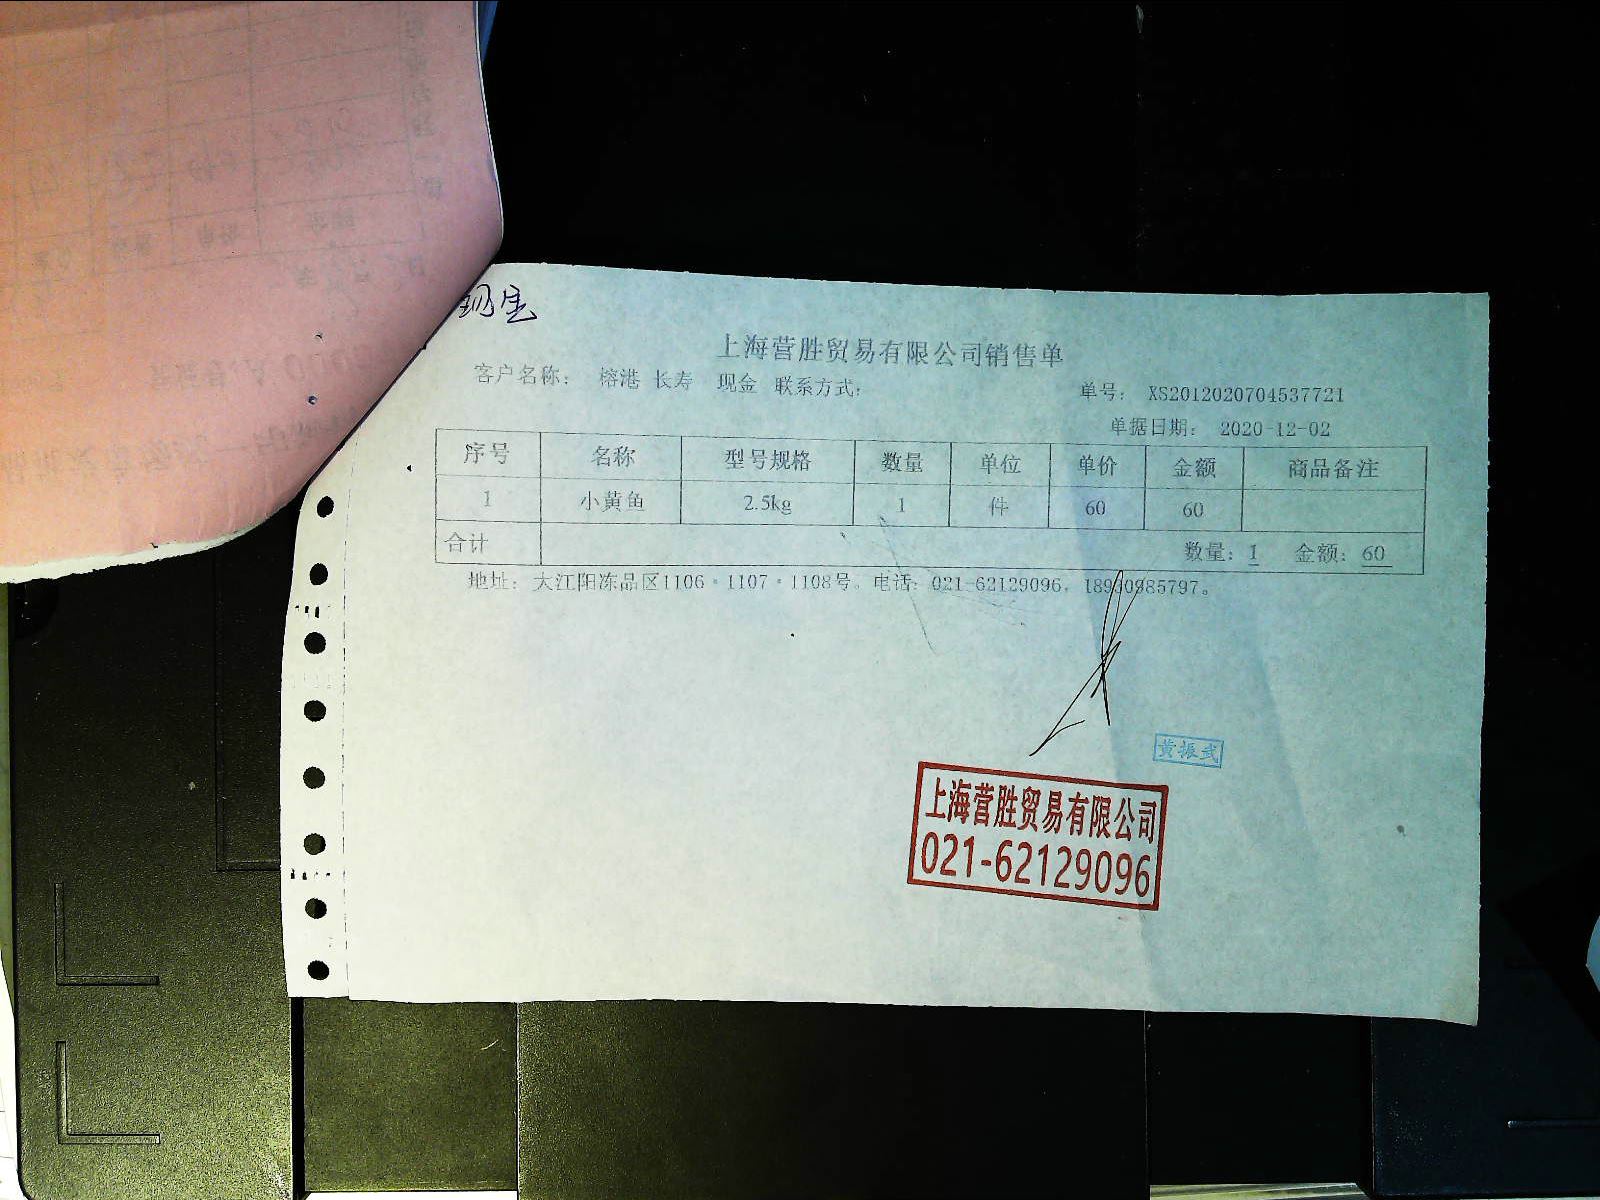 现金
上海营胜贸易有限公司销售单
客户名称： 榕港 长寿 现金 联系方式： 单号： XS2012020704537721
单据日期： 2020-12-02
序号 名称 型号规格 数量 单位 单价 金额 商品备注
1 小黄鱼 2.5kg 1 件 60 60
合计 数量：1 金额：60
地址：大江阳冻品区1106·1107·1108号。电话：021-62129096，18930985797。
黄振武
上海营胜贸易有限公司
021-62129096